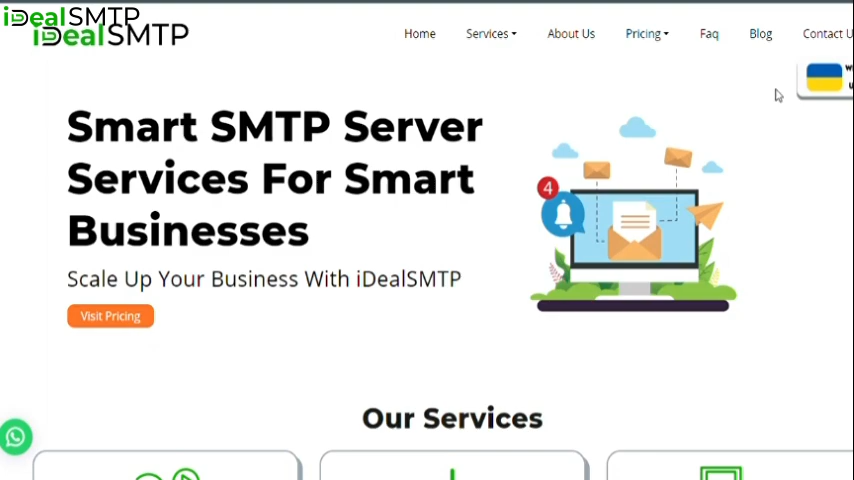 iDealSMTP
iDealSMTP
Home Services About Us Pricing Faq Blog Contact U
Smart SMTP Server
Services For Smart
Businesses
Scale Up Your Business With iDealSMTP
Visit Pricing
4
Our Services